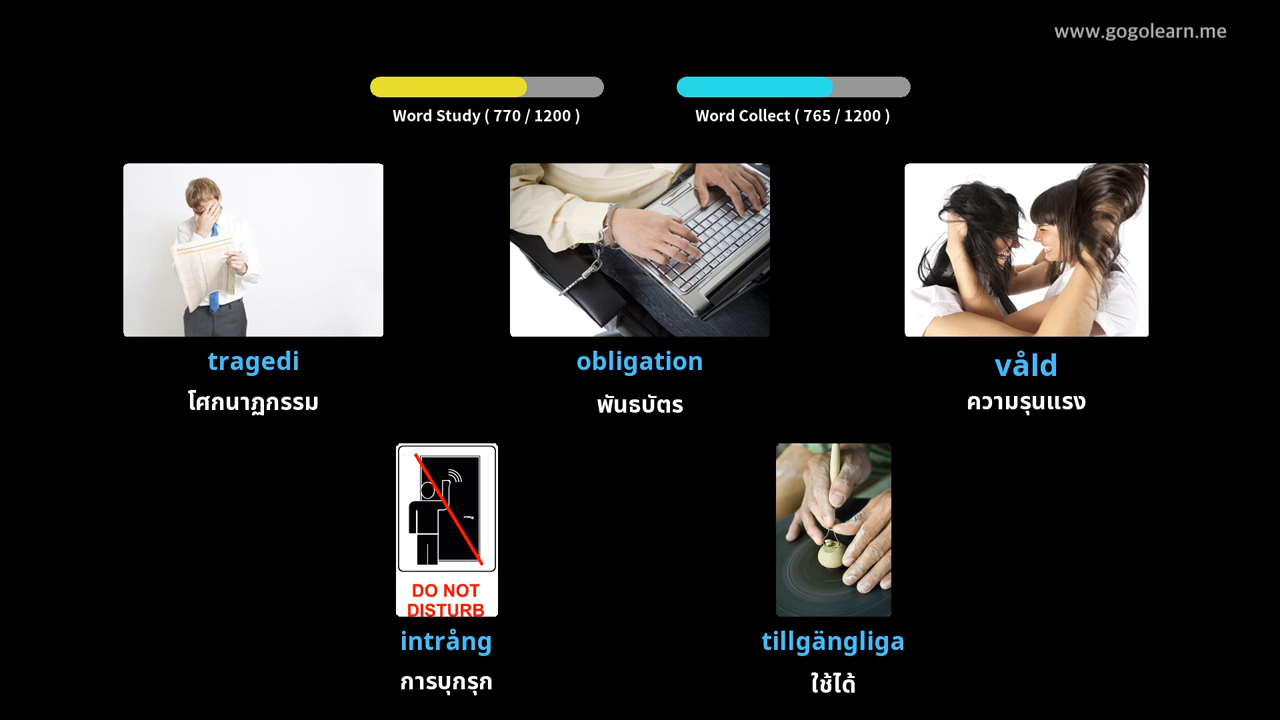 www.gogolearn.me
Word Study ( 770 / 1200 )
Word Collect ( 765 / 1200 )
tragedi
obligation
våld
โศกนาฏกรรม
พันธบัตร
ความรุนแรง
DO NOT
DISTURB
intrång
tillgängliga
การบุกรุก
ใช้ได้